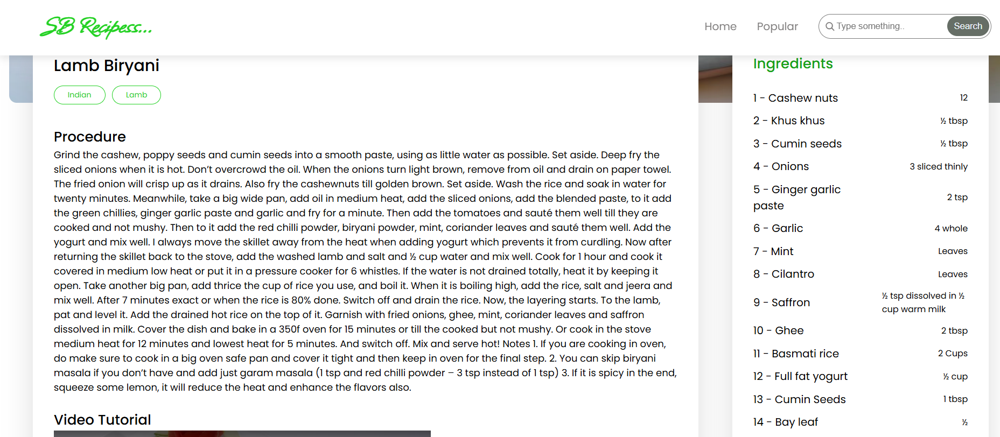 SB Recipess...
Home
Popular
Type something..
Search
Lamb Biryani
Indian
Lamb
Procedure
Grind the cashew, poppy seeds and cumin seeds into a smooth paste, using as little water as possible. Set aside. Deep fry the
sliced onions when it is hot. Don’t overcrowd the oil. When the onions turn light brown, remove from oil and drain on paper towel.
The fried onion will crisp up as it drains. Also fry the cashewnuts till golden brown. Set aside. Wash the rice and soak in water for
twenty minutes. Meanwhile, take a big wide pan, add oil in medium heat, add the sliced onions, add the blended paste, to it add
the green chillies, ginger garlic paste and garlic and fry for a minute. Then add the tomatoes and sauté them well till they are
cooked and not mushy. Then to it add the red chilli powder, biryani powder, mint, coriander leaves and sauté them well. Add the
yogurt and mix well. I always move the skillet away from the heat when adding yogurt which prevents it from curdling. Now after
returning the skillet back to the stove, add the washed lamb and salt and ½ cup water and mix well. Cook for 1 hour and cook it
covered in medium low heat or put it in a pressure cooker for 6 whistles. If the water is not drained totally, heat it by keeping it
open. Take another big pan, add thrice the cup of rice you use, and boil it. When it is boiling high, add the rice, salt and jeera and
mix well. After 7 minutes exact or when the rice is 80% done. Switch off and drain the rice. Now, the layering starts. To the lamb,
pat and level it. Add the drained hot rice on the top of it. Garnish with fried onions, ghee, mint, coriander leaves and saffron
dissolved in milk. Cover the dish and bake in a 350f oven for 15 minutes or till the cooked but not mushy. Or cook in the stove
medium heat for 12 minutes and lowest heat for 5 minutes. And switch off. Mix and serve hot! Notes 1. If you are cooking in oven,
do make sure to cook in a big oven safe pan and cover it tight and then keep in oven for the final step. 2. You can skip biryani
masala if you don’t have and add just garam masala (1 tsp and red chilli powder – 3 tsp instead of 1 tsp) 3. If it is spicy in the end,
squeeze some lemon, it will reduce the heat and enhance the flavors also.
Video Tutorial
Ingredients
1 - Cashew nuts 12
2 - Khus khus ½ tbsp
3 - Cumin seeds ½ tbsp
4 - Onions 3 sliced thinly
5 - Ginger garlic
paste 2 tsp
6 - Garlic 4 whole
7 - Mint Leaves
8 - Cilantro Leaves
9 - Saffron ½ tsp dissolved in ½
cup warm milk
10 - Ghee 2 tbsp
11 - Basmati rice 2 Cups
12 - Full fat yogurt ½ cup
13 - Cumin Seeds 1 tbsp
14 - Bay leaf ½